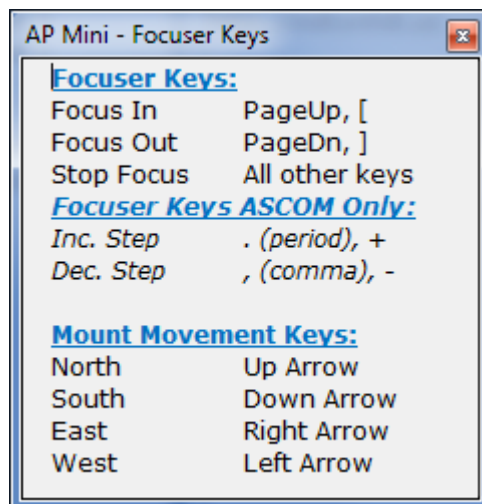 AP Mini - Focuser Keys
Focuser Keys:
Focus In PageUp, [
Focus Out PageDn, ]
Stop Focus All other keys
Focuser Keys ASCOM Only:
Inc. Step . (period), +
Dec. Step , (comma), -
Mount Movement Keys:
North Up Arrow
South Down Arrow
East Right Arrow
West Left Arrow